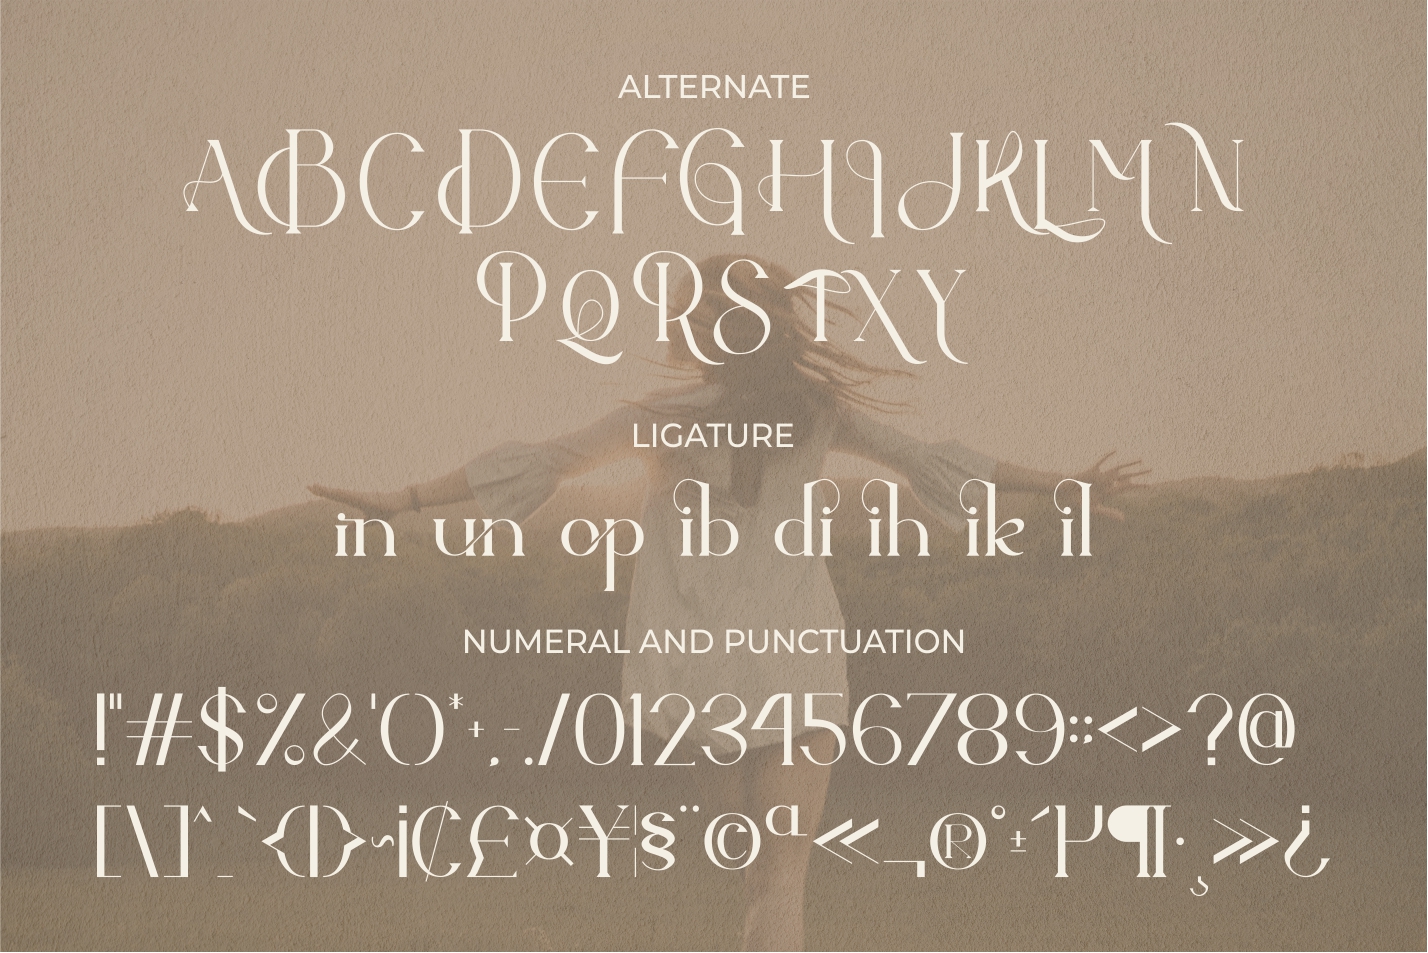 ALTERNATE
ABCDEFGHIJKLMN
PQRSTXY
LIGATURE
in un op ib di ih ik il
NUMERAL AND PUNCTUATION
!"#$%&'()*+,-./0123456789:;<>?@
[\]^_`{|}~¡¢£¤¥¦§¨©ª«¬®°±´µ¶·¸»¿